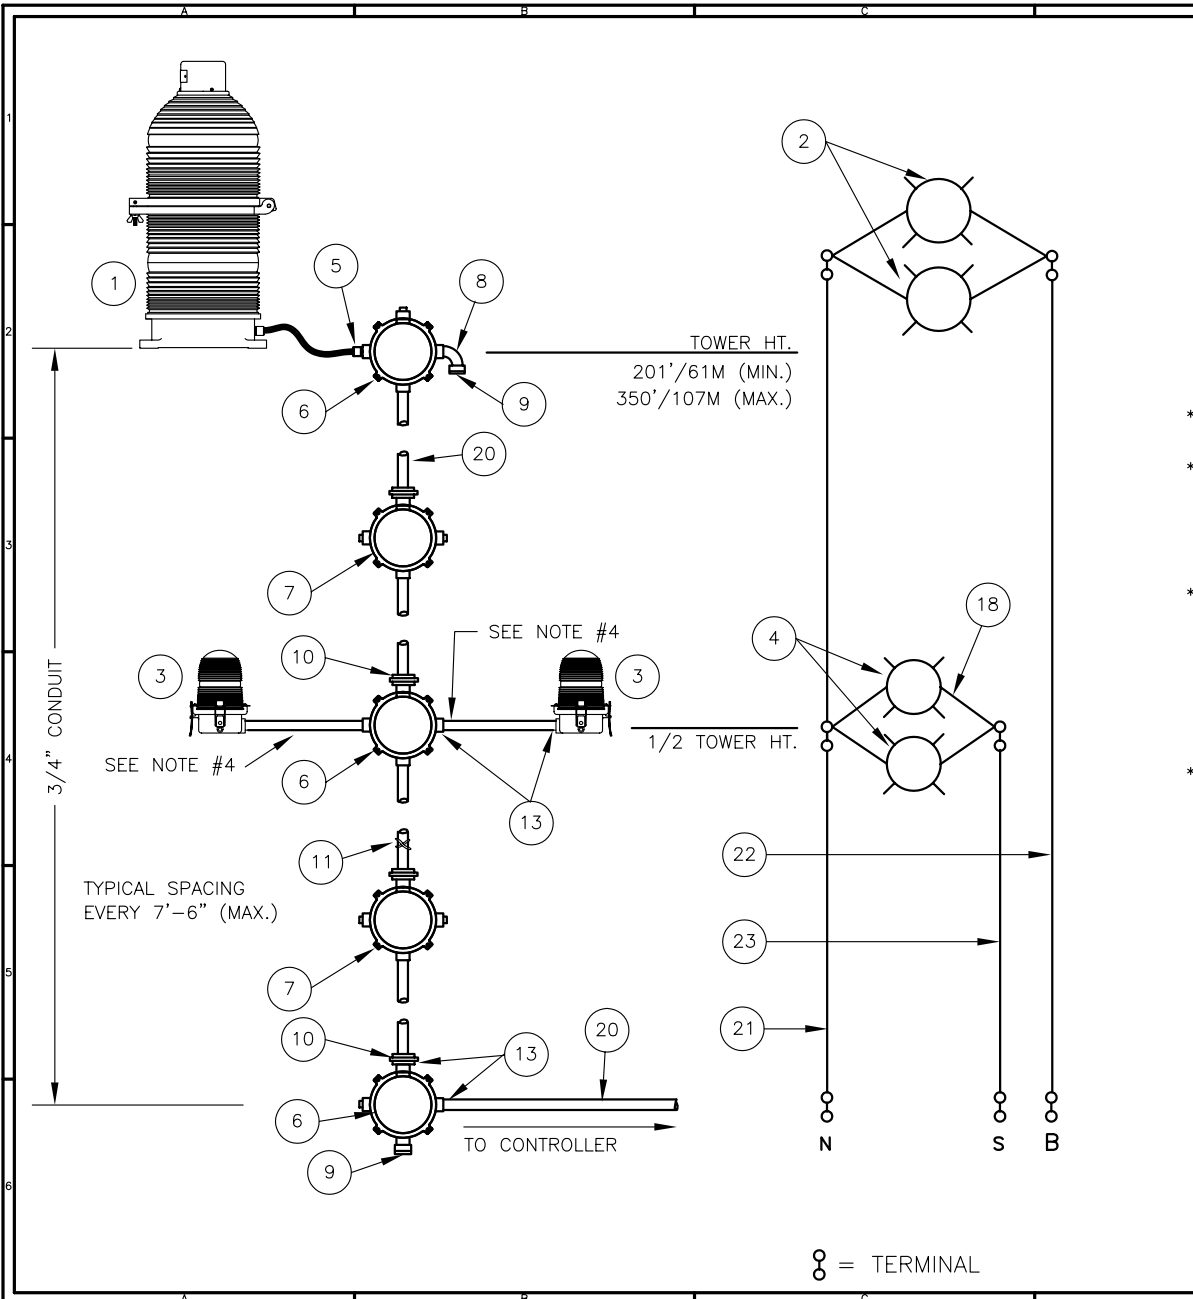 A B C
1
2
5
8
1
2
TOWER HT.
201'/61M (MIN.)
350'/107M (MAX.)
6
9
*
20
*
3
7
*
18
SEE NOTE #4
4
10
3
3
3/4" CONDUIT
1/2 TOWER HT.
SEE NOTE #4
4
*
6
13
11
22
TYPICAL SPACING
EVERY 7'-6" (MAX.)
23
5
7
21
10
13
20
6
TO CONTROLLER
N S B
9
6
= TERMINAL
A B C